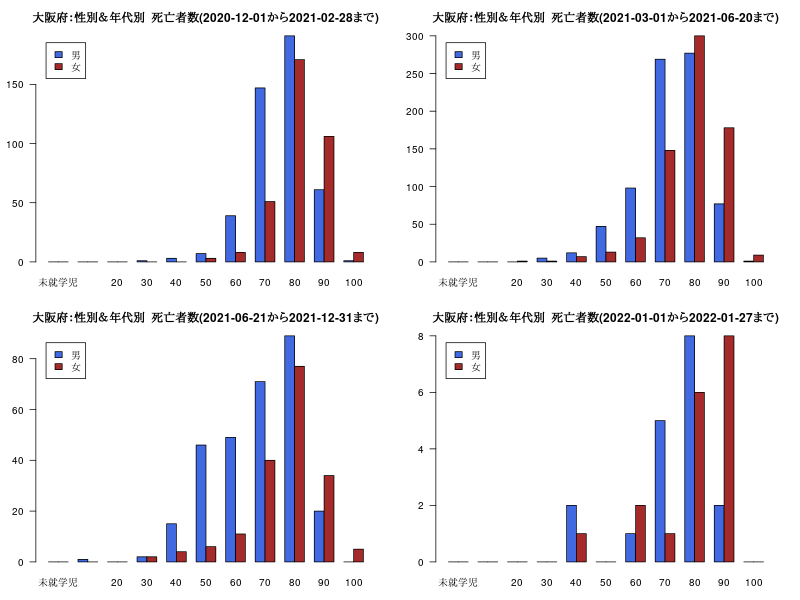 大阪府：性別＆年代別 死亡者数(2020-12-01から2021-02-28まで)
男
女
150
100
50
0
未就学児 20 30 40 50 60 70 80 90 100
大阪府：性別＆年代別 死亡者数(2021-03-01から2021-06-20まで)
男
女
300
250
200
150
100
50
0
未就学児 20 30 40 50 60 70 80 90 100
大阪府：性別＆年代別 死亡者数(2021-06-21から2021-12-31まで)
男
女
80
60
40
20
0
未就学児 20 30 40 50 60 70 80 90 100
大阪府：性別＆年代別 死亡者数(2022-01-01から2022-01-27まで)
男
女
8
6
4
2
0
未就学児 20 30 40 50 60 70 80 90 100